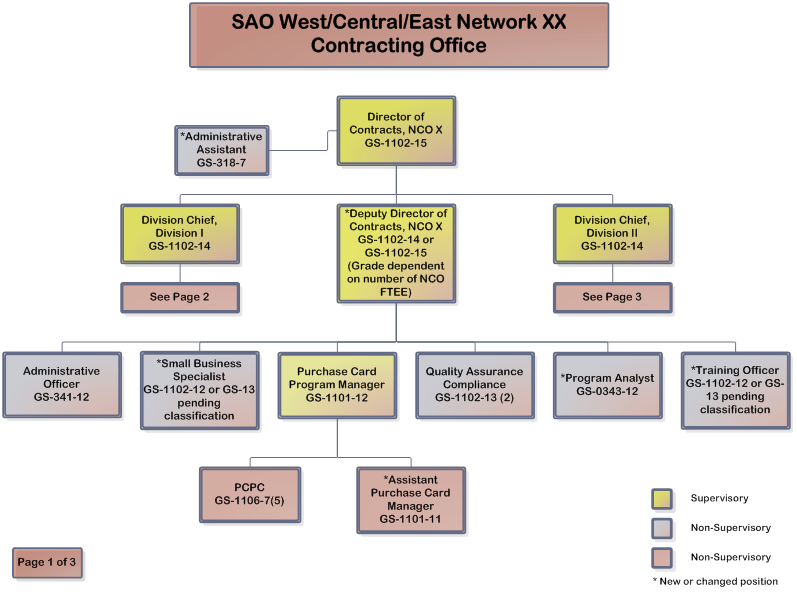 SAO West/Central/East Network XX
Contracting Office
Director of
Contracts, NCO X
GS-1102-15
*Administrative
Assistant
GS-318-7
Division Chief,
Division I
GS-1102-14
*Deputy Director of
Contracts, NCO X
GS-1102-14 or
GS-1102-15
(Grade dependent
on number of NCO
FTEE)
Division Chief,
Division II
GS-1102-14
See Page 2
See Page 3
Administrative
Officer
GS-341-12
*Small Business
Specialist
GS-1102-12 or GS-13
pending
classification
Purchase Card
Program Manager
GS-1101-12
Quality Assurance
Compliance
GS-1102-13 (2)
*Program Analyst
GS-0343-12
*Training Officer
GS-1102-12 or GS-
13 pending
classification
PCPC
GS-1106-7(5)
*Assistant
Purchase Card
Manager
GS-1101-11
Supervisory
Non-Supervisory
Non-Supervisory
* New or changed position
Page 1 of 3